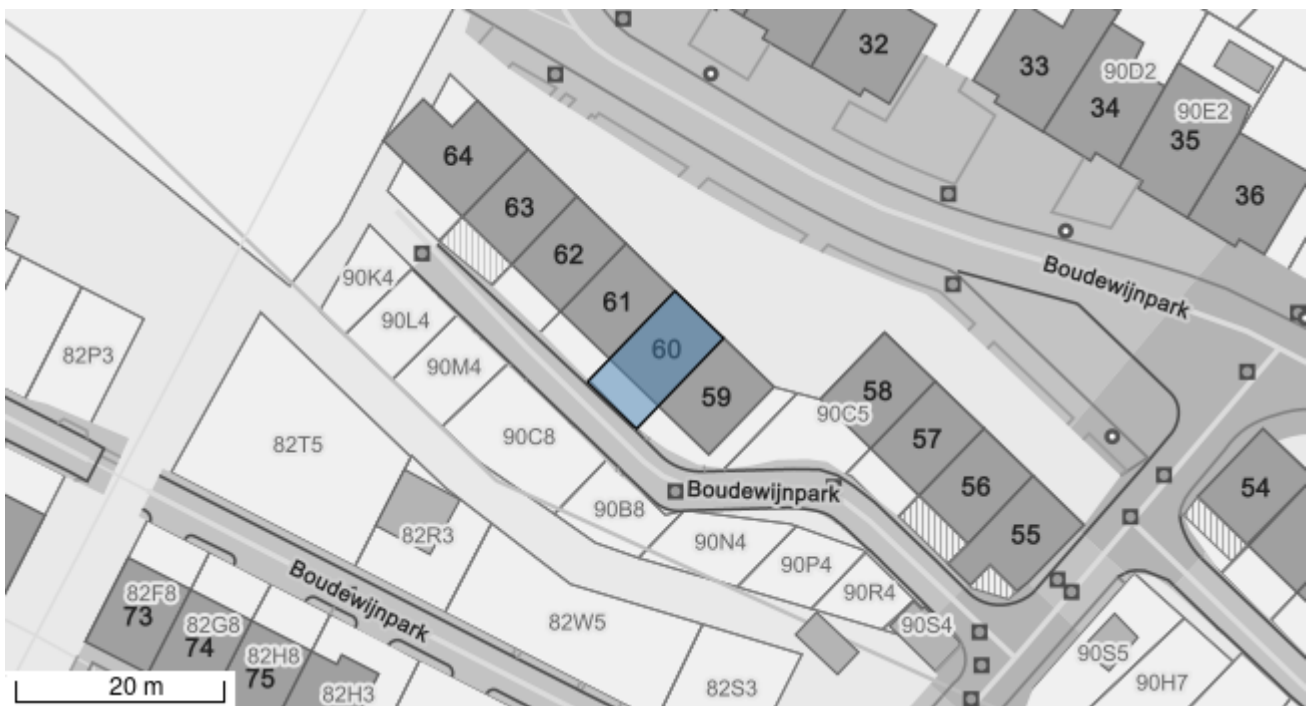 32
33
90D2
34
90E2
35
36
64
63
62
61
60
59
Boudewijnpark
90K4
90L4
90M4
82P3
90C8
82T5
58
90C5
57
56
55
54
90B8
Boudewijnpark
90N4
90P4
90R4
90S4
82R3
Boudewijnpark
82F8
73
82G8
74
82H8
75
82H3
82W5
82S3
90S5
90H7
20 m